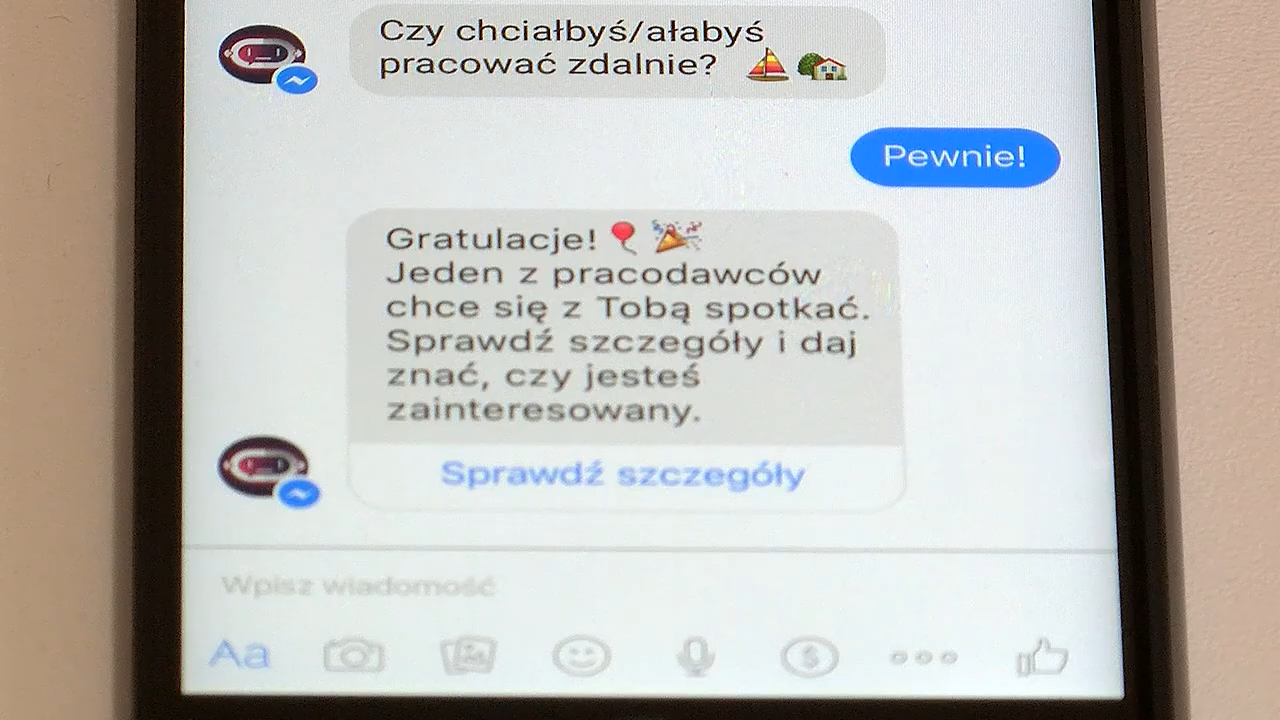 Czy chciałbyś/ałabyś
pracować zdalnie?
Pewnie!
Gratulacje!
Jeden z pracodawców
chce się z Tobą spotkać.
Sprawdź szczegóły i daj
znać, czy jesteś
zainteresowany.
Sprawdź szczegóły
Wpisz wiadomość
Aa